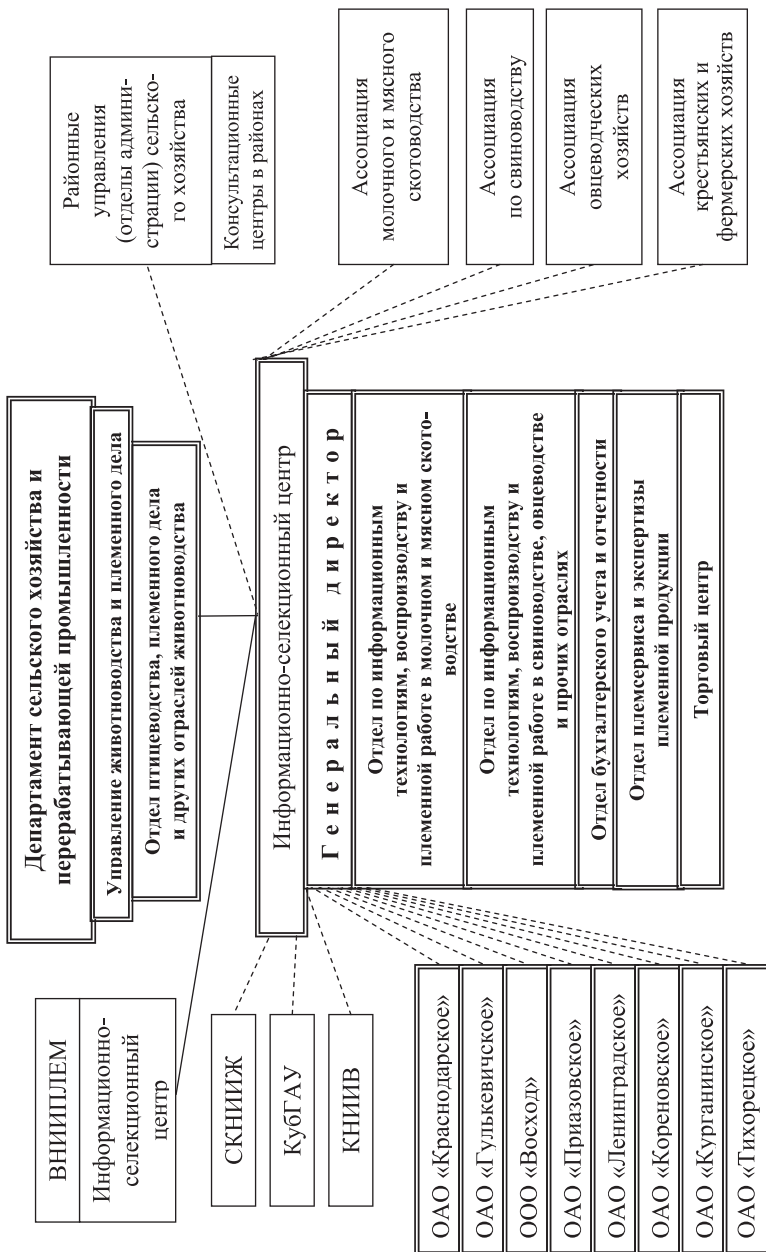 ВНИИПЛЕМ
Информационно-
селекционный
центр
Департамент сельского хозяйства и
перерабатывающей промышленности
Управление животноводства и племенного дела
Отдел птицеводства, племенного дела
и других отраслей животноводства
Районные
управления
(отделы админи-
страции) сельско-
го хозяйства
Консультационные
центры в районах
СКНИИЖ
КубГАУ
КНИИВ
Информационно-селекционный центр
Генеральный директор
Отдел по информационным
технологиям, воспроизводству и
племенной работе в молочном и мясном ското-
водстве
Отдел по информационным
технологиям, воспроизводству и
племенной работе в свиноводстве, овцеводстве
и прочих отраслях
Отдел бухгалтерского учета и отчетности
Отдел племсервиса и экспертизы
племенной продукции
Торговый центр
Ассоциация
молочного и мясного
скотоводства
Ассоциация
по свиноводству
Ассоциация
овцеводческих
хозяйств
Ассоциация
крестьянских и
фермерских хозяйств
ОАО «Краснодарское»
ОАО «Гулькевичское»
ООО «Восход»
ОАО «Приазовское»
ОАО «Ленинградское»
ОАО «Кореновское»
ОАО «Курганинское»
ОАО «Тихорецкое»